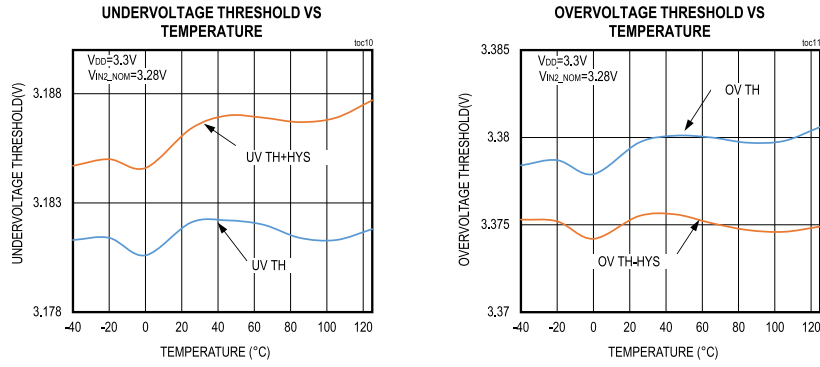 UNDERVOLTAGE THRESHOLD VS
TEMPERATURE
toc10
VDD=3.3V
VIN2_NOM=3.28V
3.188
3.183
3.178
UNDERVOLTAGE THRESHOLD(V)
UV TH+HYS
UV TH
-40 -20 0 20 40 60 80 100 120
TEMPERATURE (°C)
OVERVOLTAGE THRESHOLD VS
TEMPERATURE
toc11
VDD=3.3V
VIN2_NOM=3.28V
3.385
3.38
3.375
3.37
OVERVOLTAGE THRESHOLD(V)
OV TH
OV TH-HYS
-40 -20 0 20 40 60 80 100 120
TEMPERATURE (°C)